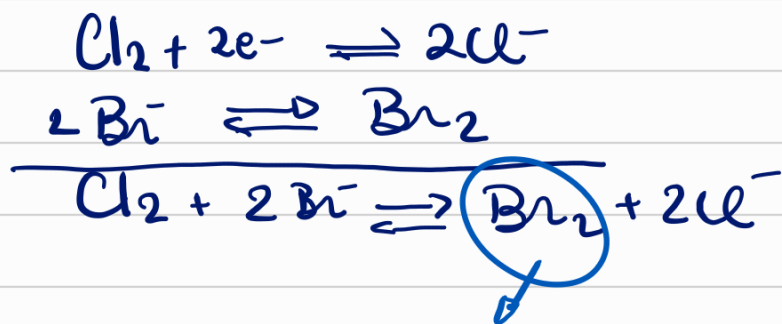 Cl₂ + 2e⁻ ⇌ 2Cl⁻
2Br⁻ ⇌ Br₂
Cl₂ + 2Br⁻ ⇌ Br₂ + 2Cl⁻